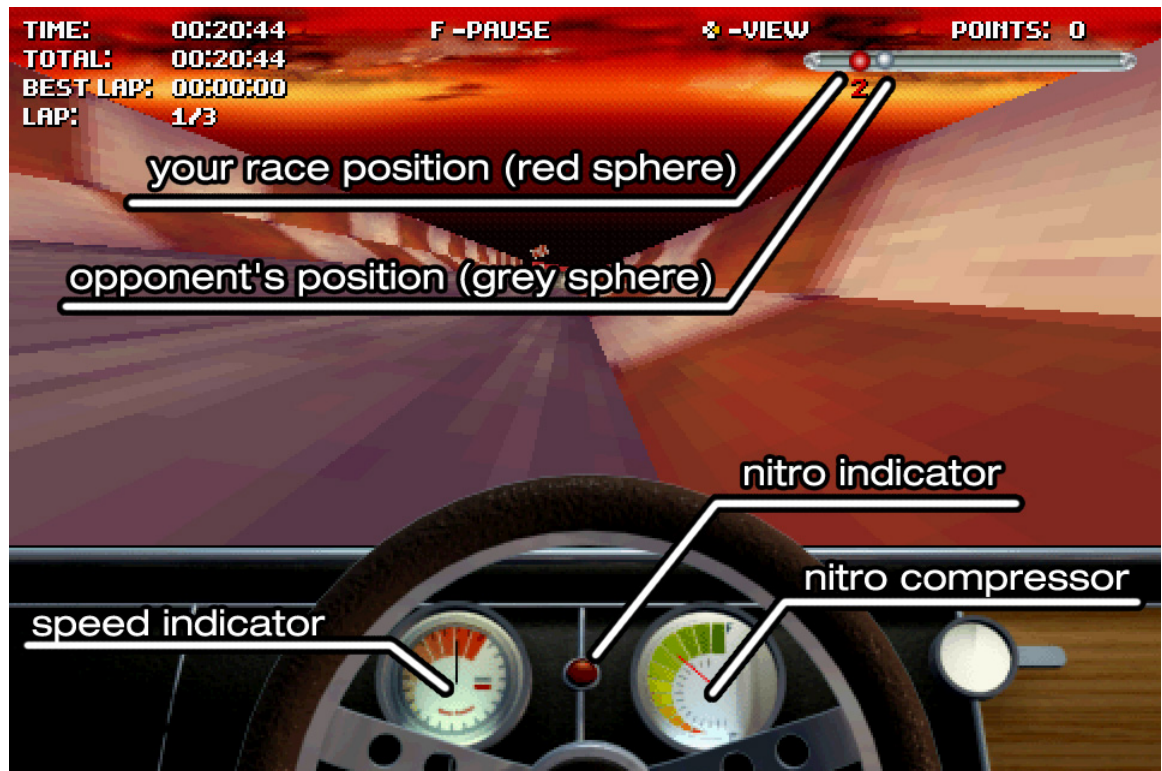 TIME: 00:20:44 F -PAUSE -VIEW POINTS: 0
TOTAL: 00:20:44
BEST LAP: 00:00:00
2
LAP: 1/3
your race position (red sphere)
opponent's position (grey sphere)
nitro indicator
nitro compressor
speed indicator
F